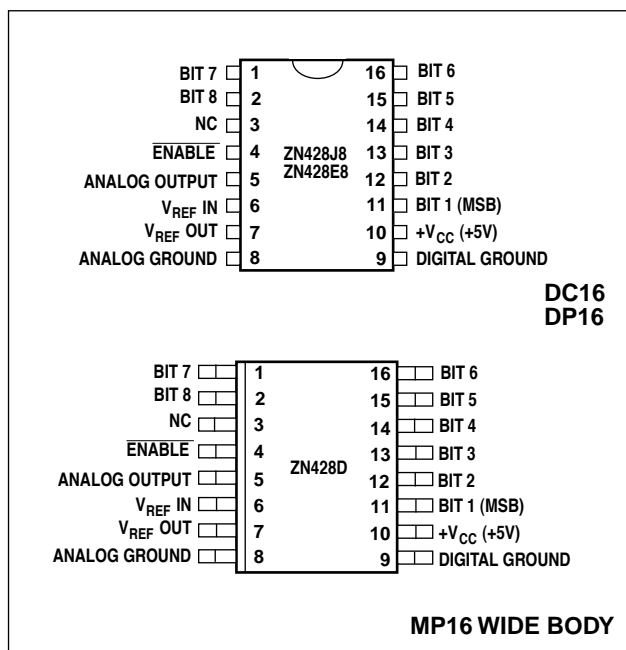 BIT 7 1 16 BIT 6
BIT 8 2 15 BIT 5
NC 3 14 BIT 4
ENABLE 4 ZN428J8 13 BIT 3
ANALOG OUTPUT 5 ZN428E8 12 BIT 2
VREF IN 6 11 BIT 1 (MSB)
VREF OUT 7 10 +VCC (+5V)
ANALOG GROUND 8 9 DIGITAL GROUND
DC16
DP16
BIT 7 1 16 BIT 6
BIT 8 2 15 BIT 5
NC 3 14 BIT 4
ENABLE 4 13 BIT 3
ANALOG OUTPUT 5 ZN428D 12 BIT 2
VREF IN 6 11 BIT 1 (MSB)
VREF OUT 7 10 +VCC (+5V)
ANALOG GROUND 8 9 DIGITAL GROUND
MP16 WIDE BODY